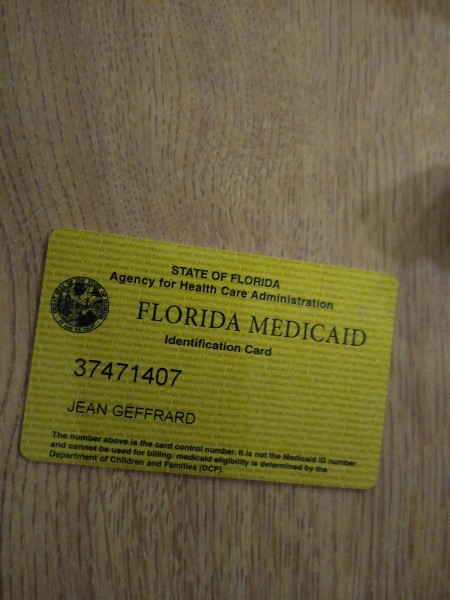 STATE OF FLORIDA
Agency for Health Care Administration
FLORIDA MEDICAID
Identification Card
37471407
JEAN GEFFRARD
The number above is the card control number. It is not the Medicaid ID number
and cannot be used for billing. medicaid eligibility is determined by the
Department of Children and Families (DCF).